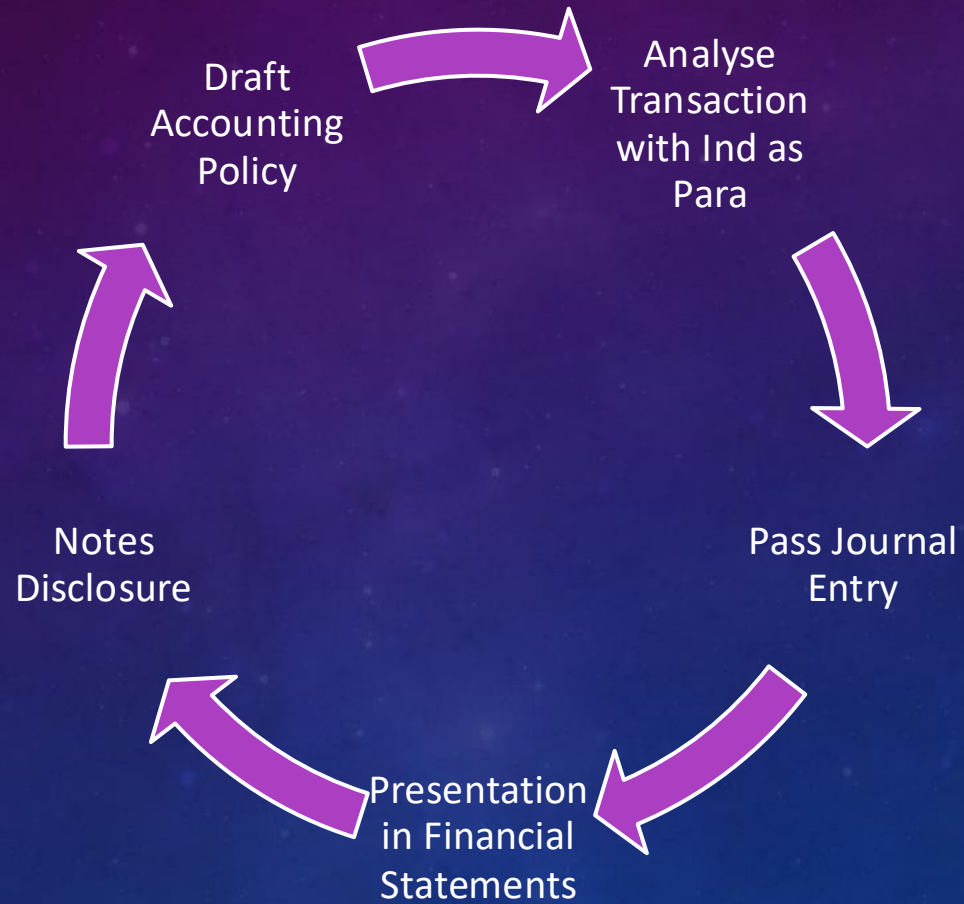 Draft
Accounting
Policy
Analyse
Transaction
with Ind as
Para
Pass Journal
Entry
Presentation
in Financial
Statements
Notes
Disclosure